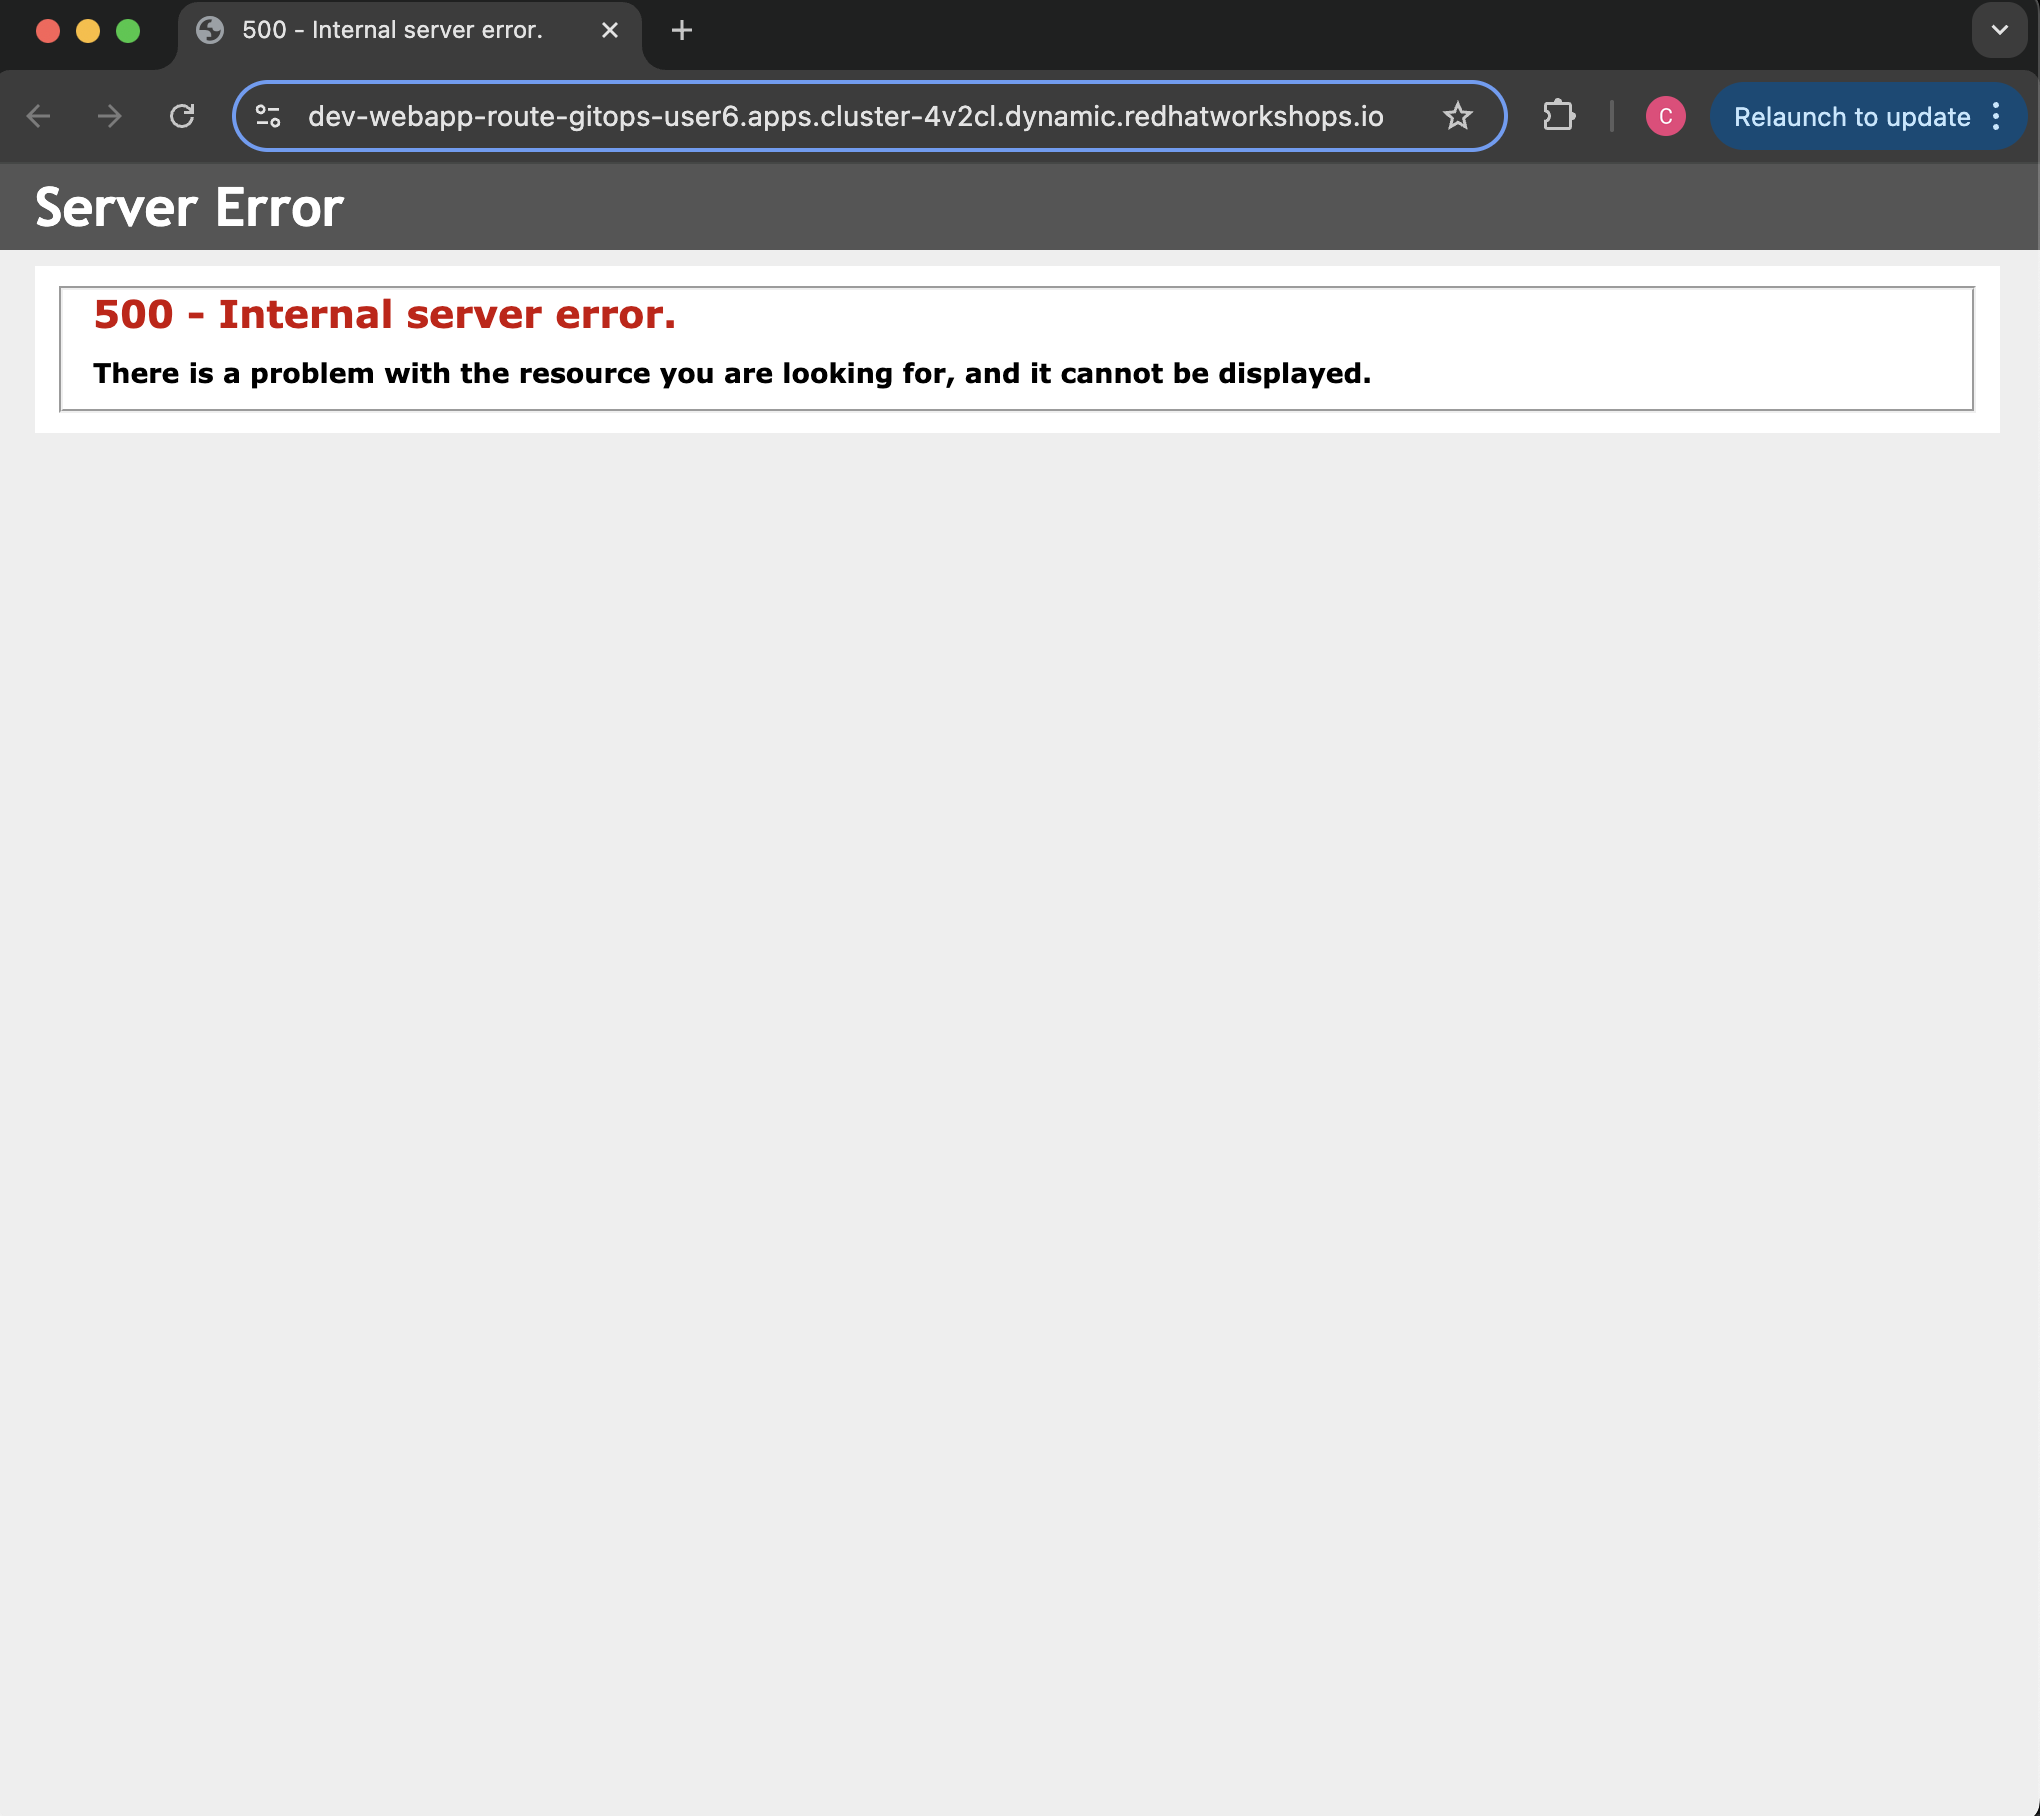 500 - Internal server error.
dev-webapp-route-gitops-user6.apps.cluster-4v2cl.dynamic.redhatworkshops.io
C
Relaunch to update
Server Error
500 - Internal server error.
There is a problem with the resource you are looking for, and it cannot be displayed.